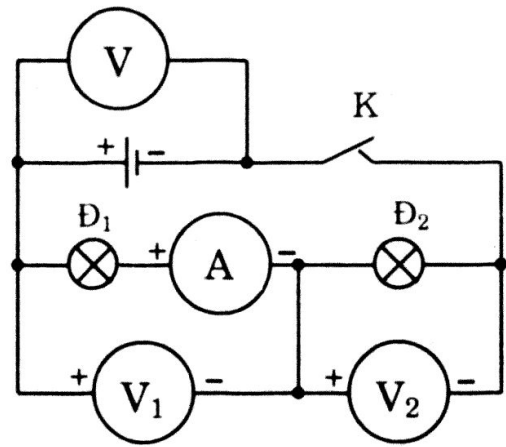 V
K
+ −
Đ₁ Đ₂
+ A −
+ V₁ − + V₂ −